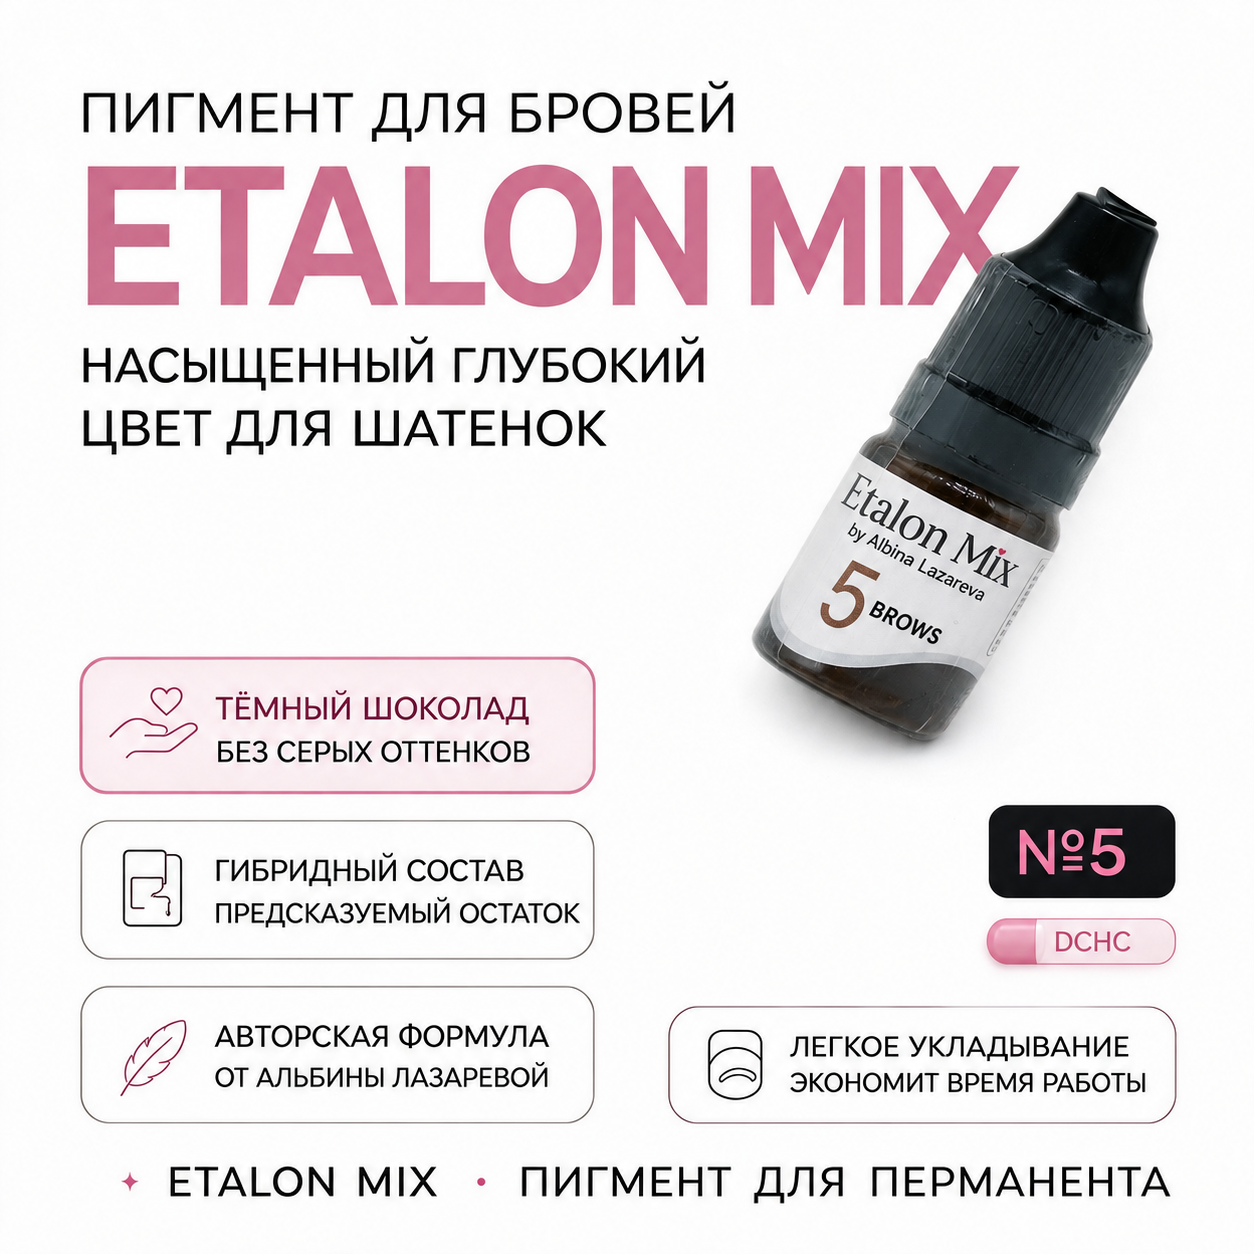 ПИГМЕНТ ДЛЯ БРОВЕЙ
ETALON MIX
НАСЫЩЕННЫЙ ГЛУБОКИЙ
ЦВЕТ ДЛЯ ШАТЕНОК
Etalon Mix
by Albina Lazareva
5 BROWS
ТЁМНЫЙ ШОКОЛАД
БЕЗ СЕРЫХ ОТТЕНКОВ
ГИБРИДНЫЙ СОСТАВ
ПРЕДСКАЗУЕМЫЙ ОСТАТОК
АВТОРСКАЯ ФОРМУЛА
ОТ АЛЬБИНЫ ЛАЗАРЕВОЙ
№5
DCHC
ЛЕГКОЕ УКЛАДЫВАНИЕ
ЭКОНОМИТ ВРЕМЯ РАБОТЫ
ETALON MIX • ПИГМЕНТ ДЛЯ ПЕРМАНЕНТА